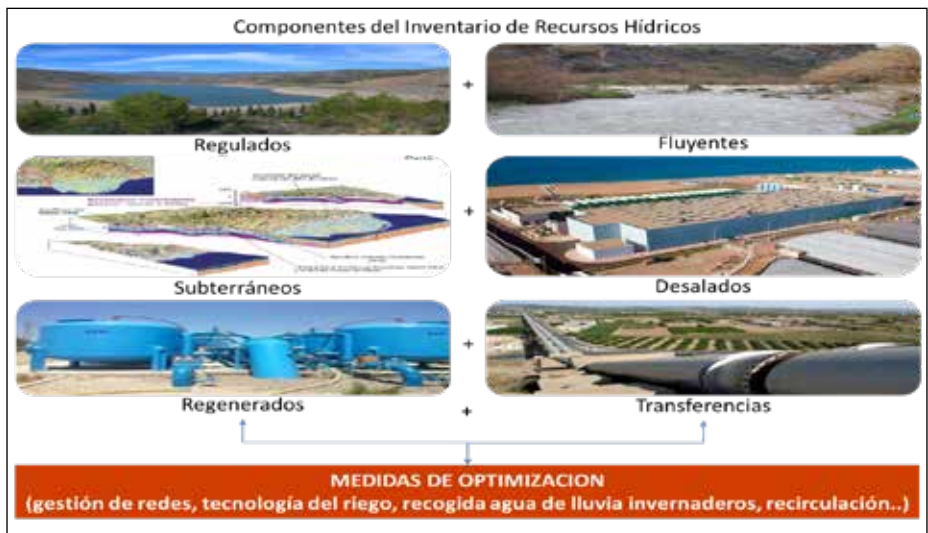 Componentes del Inventario de Recursos Hídricos
+
Regulados
Fluyentes
+
Subterráneos
Desalados
+
Regenerados
+
Transferencias
MEDIDAS DE OPTIMIZACION
(gestión de redes, tecnología del riego, recogida agua de lluvia invernaderos, recirculación..)